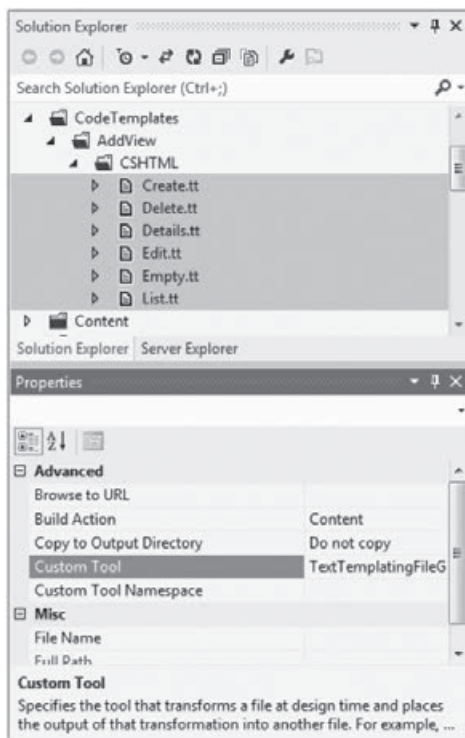 Solution Explorer
Search Solution Explorer (Ctrl+;)
CodeTemplates
AddView
CSHTML
Create.tt
Delete.tt
Details.tt
Edit.tt
Empty.tt
List.tt
Content
Solution Explorer Server Explorer
Properties
Advanced
Browse to URL
Build Action Content
Copy to Output Directory Do not copy
Custom Tool TextTemplatingFileG
Custom Tool Namespace
Misc
File Name
Full Path
Custom Tool
Specifies the tool that transforms a file at design time and places
the output of that transformation into another file. For example, ...